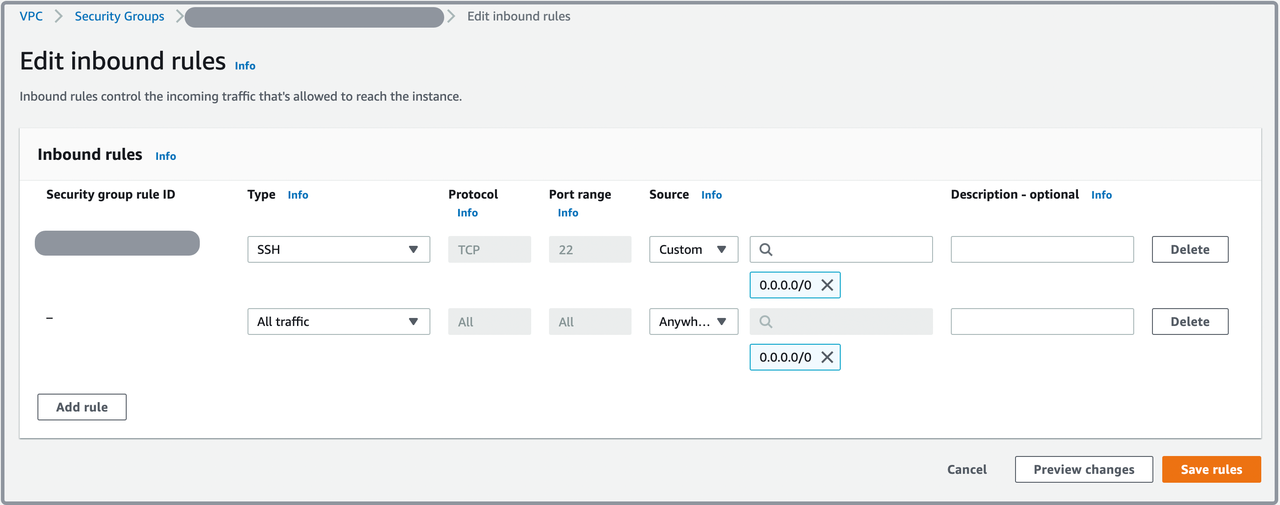 VPC Security Groups Edit inbound rules
Edit inbound rules Info
Inbound rules control the incoming traffic that's allowed to reach the instance.
Inbound rules Info
Security group rule ID Type Info Protocol Info Port range Info Source Info Description - optional Info
SSH TCP 22 Custom Delete
0.0.0.0/0
– All traffic All All Anywh... Delete
0.0.0.0/0
Add rule
Cancel Preview changes Save rules